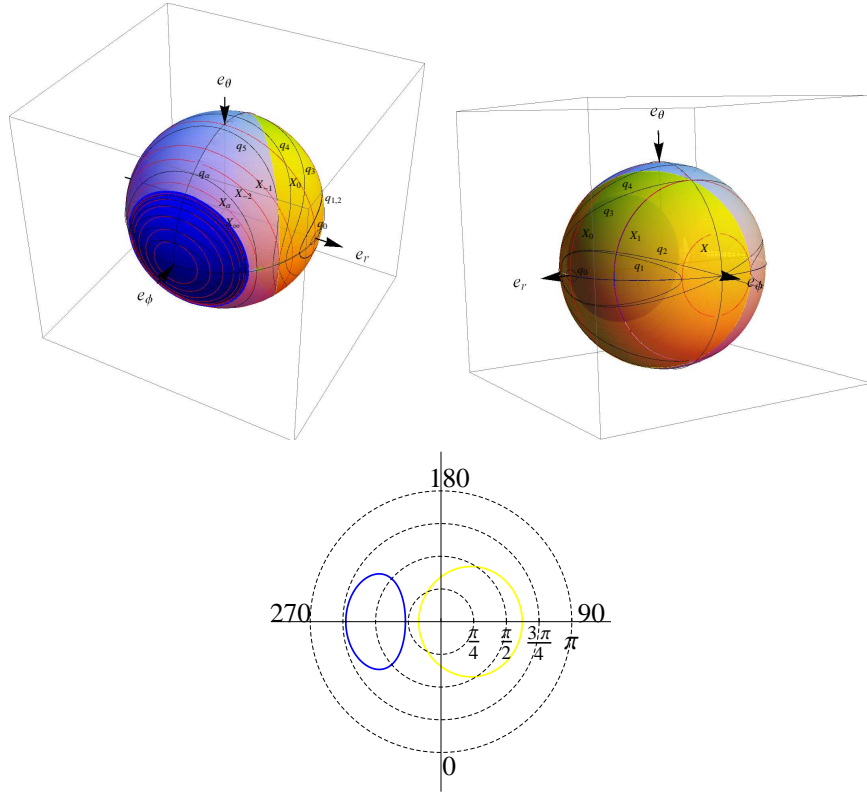 e_θ
q_4
q_5
q_3
q_α
X_{-1}
X_0
X_{-2}
q_{1,2}
X_α
X_∞
q_0
e_r
e_ϕ
e_θ
q_4
q_3
X_0
X_1
q_2
X
q_0
q_1
e_r
e_ϕ
180
270
90
π/4
π/2
3π/4
π
0